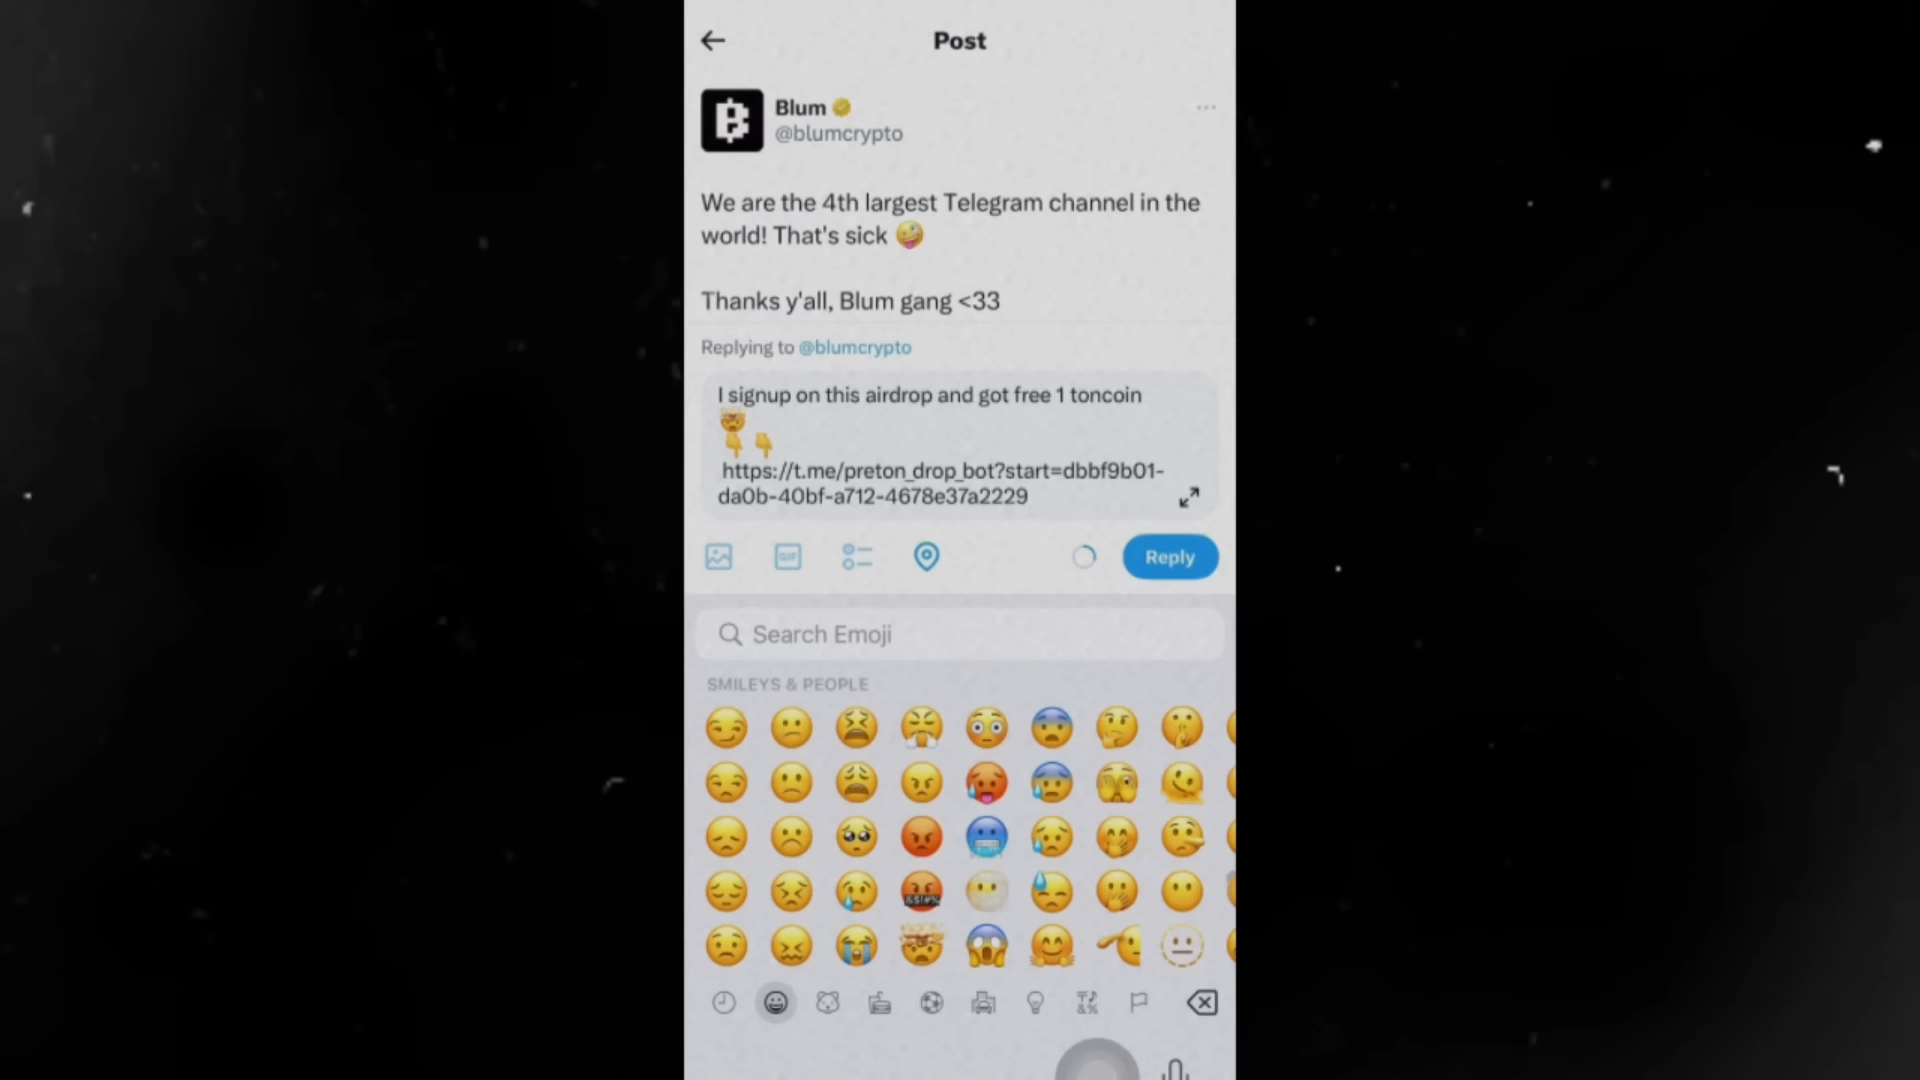 Post
Blum
@blumcrypto
We are the 4th largest Telegram channel in the
world! That's sick 🤪
Thanks y'all, Blum gang <33
Replying to @blumcrypto
I signup on this airdrop and got free 1 toncoin
🤯
👇👇
https://t.me/preton_drop_bot?start=dbbf9b01-
da0b-40bf-a712-4678e37a2229
GIF
Reply
Search Emoji
SMILEYS & PEOPLE